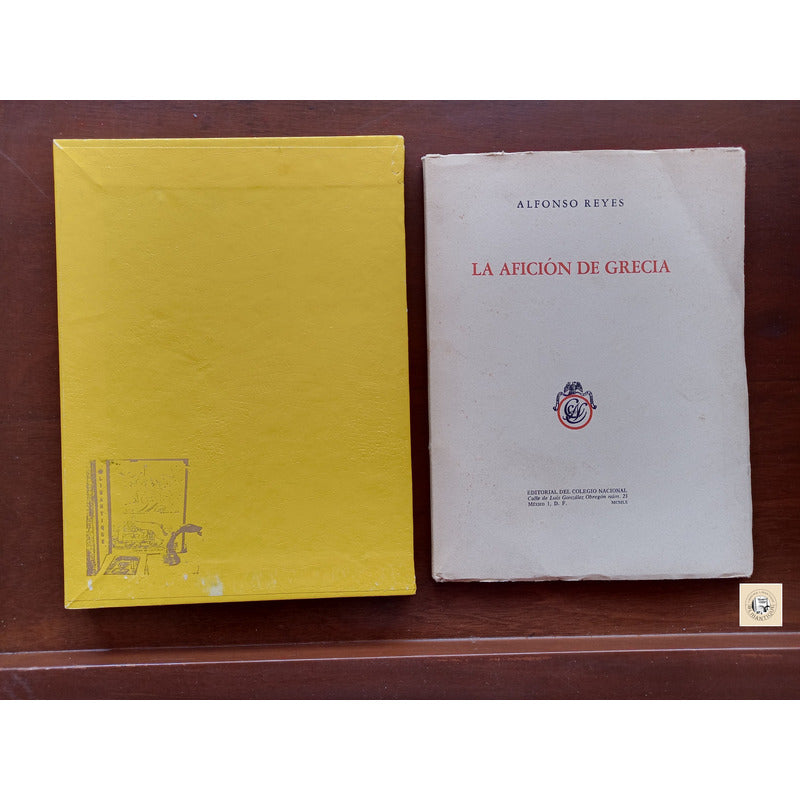 OLIBANTIQUE
ALFONSO REYES
LA AFICIÓN DE GRECIA
EDITORIAL DEL COLEGIO NACIONAL
Calle de Luis González Obregón núm. 23
México 1, D. F. MCMLX